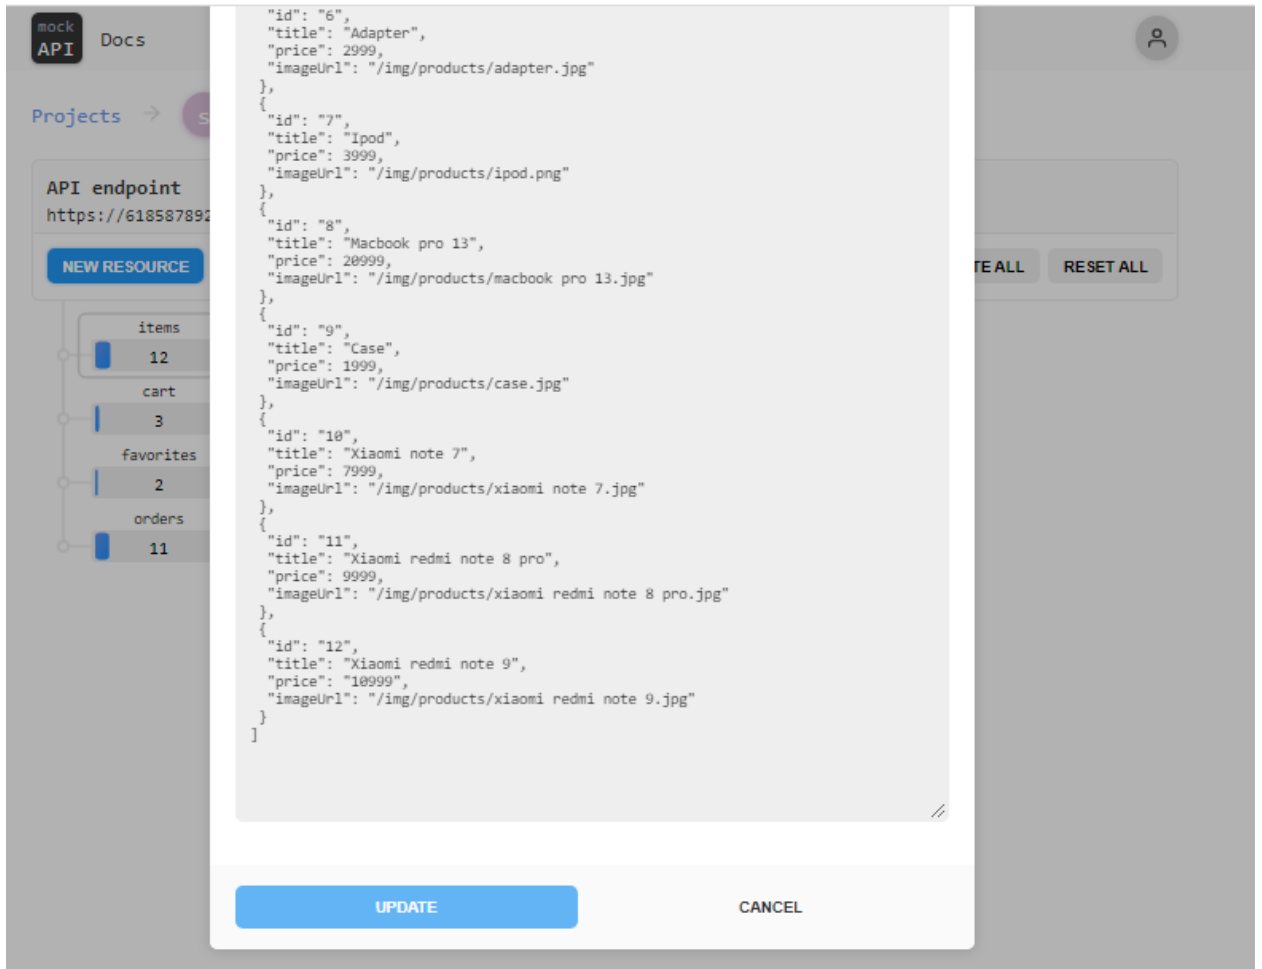 mock
API
Docs
Projects
S
API endpoint
https://618587892
NEW RESOURCE
TE ALL
RESET ALL
items
12
cart
3
favorites
2
orders
11
"id": "6",
"title": "Adapter",
"price": 2999,
"imageUrl": "/img/products/adapter.jpg"
},
{
"id": "7",
"title": "Ipod",
"price": 3999,
"imageUrl": "/img/products/ipod.png"
},
{
"id": "8",
"title": "Macbook pro 13",
"price": 20999,
"imageUrl": "/img/products/macbook pro 13.jpg"
},
{
"id": "9",
"title": "Case",
"price": 1999,
"imageUrl": "/img/products/case.jpg"
},
{
"id": "10",
"title": "Xiaomi note 7",
"price": 7999,
"imageUrl": "/img/products/xiaomi note 7.jpg"
},
{
"id": "11",
"title": "Xiaomi redmi note 8 pro",
"price": 9999,
"imageUrl": "/img/products/xiaomi redmi note 8 pro.jpg"
},
{
"id": "12",
"title": "Xiaomi redmi note 9",
"price": "10999",
"imageUrl": "/img/products/xiaomi redmi note 9.jpg"
}
]
UPDATE
CANCEL